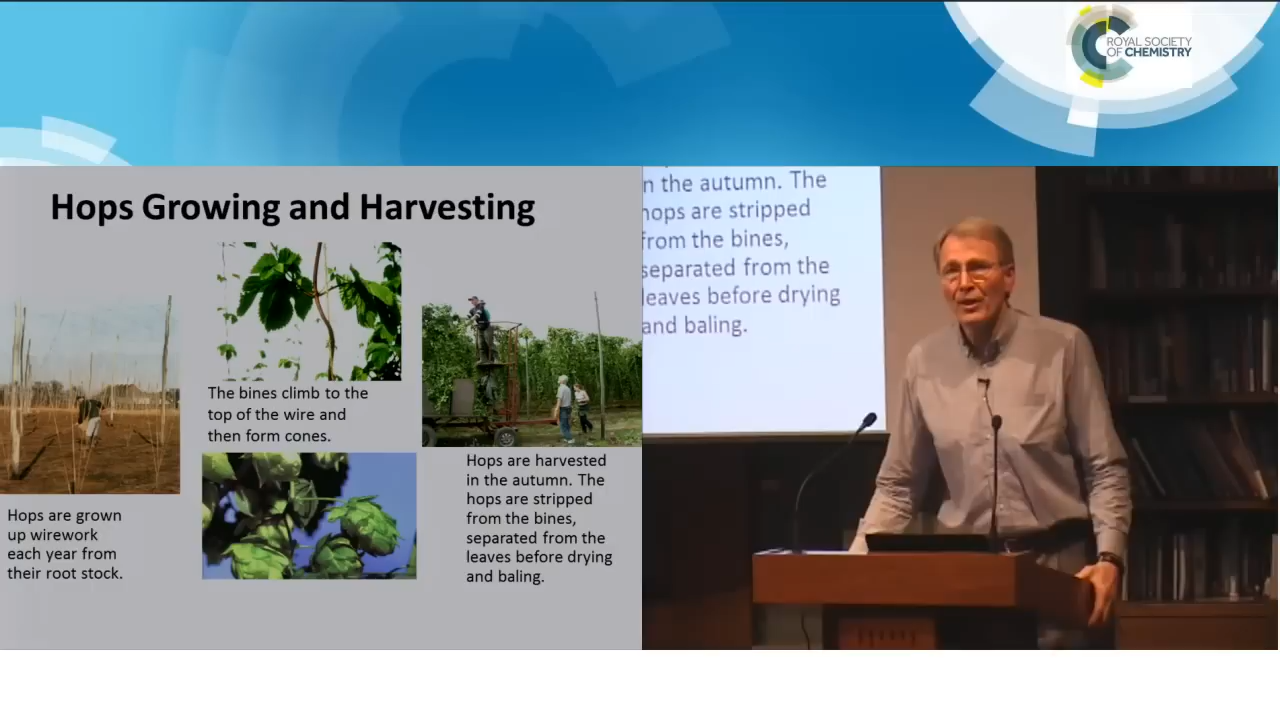 ROYAL SOCIETY
OF CHEMISTRY
Hops Growing and Harvesting
The bines climb to the
top of the wire and
then form cones.
Hops are grown
up wirework
each year from
their root stock.
Hops are harvested
in the autumn. The
hops are stripped
from the bines,
separated from the
leaves before drying
and baling.
n the autumn. The
hops are stripped
from the bines,
separated from the
leaves before drying
and baling.